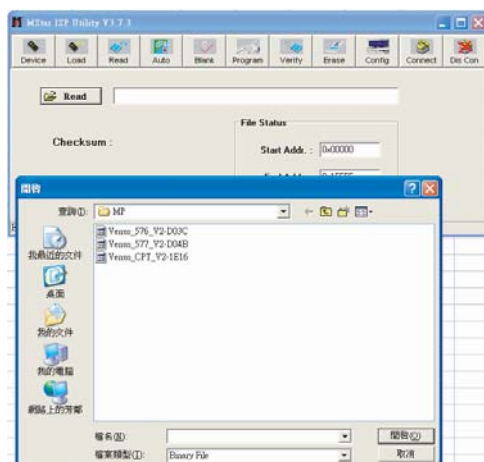 MStar ISP Utility V3.7.3
Device Load Read Auto Blank Program Verify Erase Config Connect Dis Con
Read
Checksum :
File Status
Start Addr. : 0x00000
開啟
查詢(I): MP
Venus_576_V2-D03C
Venus_577_V2-D04B
Venus_CPT_V2-1E16
我最近的文件
桌面
我的文件
我的電腦
網路上的芳鄰
檔名(N):
開啟(O)
檔案類型(T): Binary File
取消